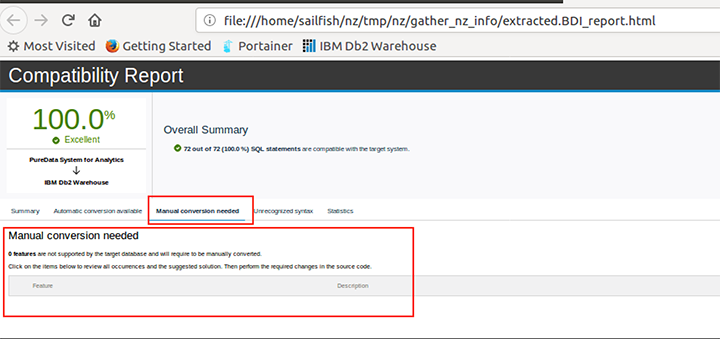 file:///home/sailfish/nz/tmp/nz/gather_nz_info/extracted.BDI_report.html
Most Visited Getting Started Portainer IBM Db2 Warehouse
Compatibility Report
100.0%
Excellent
PureData System for Analytics
IBM Db2 Warehouse
Overall Summary
72 out of 72 (100.0 %) SQL statements are compatible with the target system.
Summary Automatic conversion available Manual conversion needed Unrecognized syntax Statistics
Manual conversion needed
0 features are not supported by the target database and will require to be manually converted.
Click on the items below to review all occurrences and the suggested solution. Then perform the required changes in the source code.
Feature Description